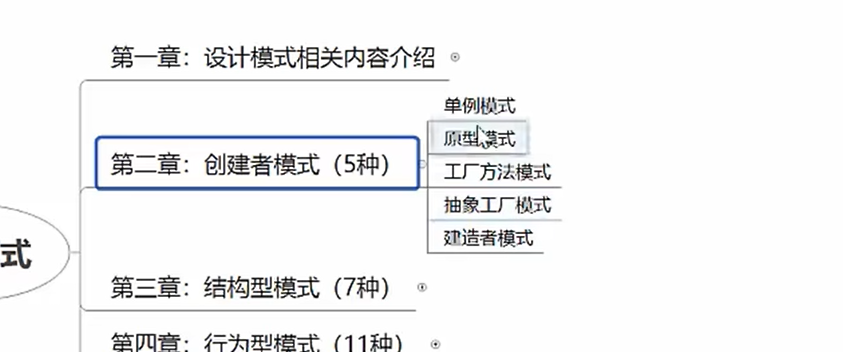 第一章：设计模式相关内容介绍
单例模式
原型模式
第二章：创建者模式（5种）
工厂方法模式
抽象工厂模式
建造者模式
式
第三章：结构型模式（7种）
第四章：行为型模式（11种）